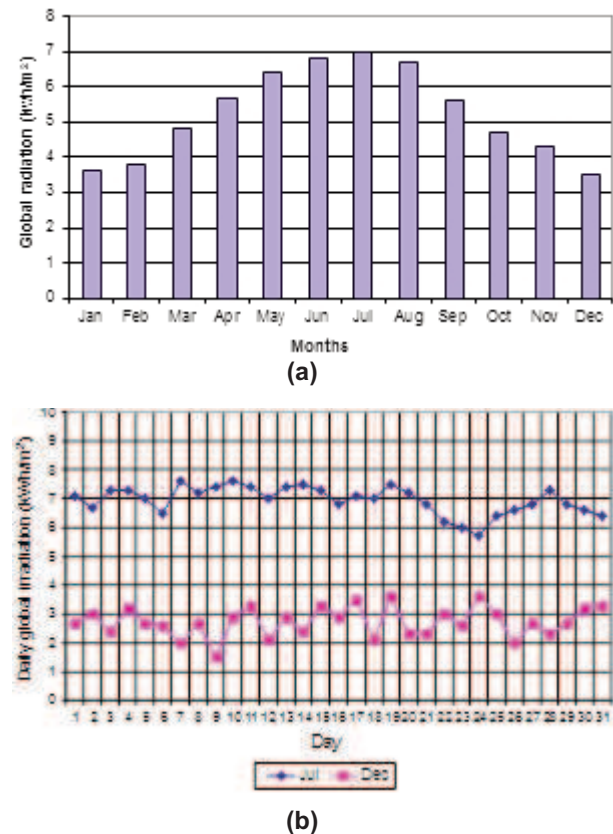 8
7
6
5
4
3
2
1
0
Global radiation (kWh/m²)
Jan Feb Mar Apr May Jun Jul Aug Sep Oct Nov Dec
Months
(a)
10
9
8
7
6
5
4
3
2
1
0
Daily global irradiation (kWh/m²)
1 2 3 4 5 6 7 8 9 10 11 12 13 14 15 16 17 18 19 20 21 22 23 24 25 26 27 28 29 30 31
Day
Jul Dec
(b)